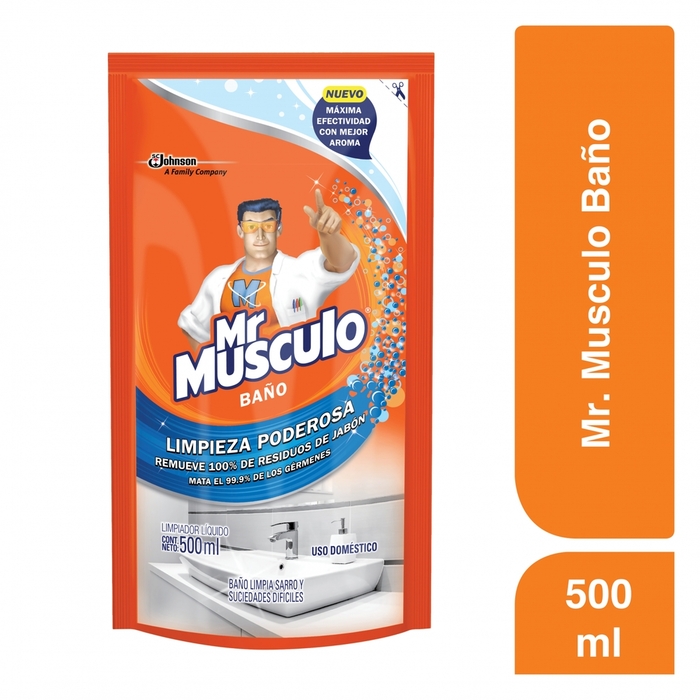 NUEVO
MÁXIMA
EFECTIVIDAD
CON MEJOR
AROMA
SC Johnson
A Family Company
M
Mr
MUSCULO
BAÑO
LIMPIEZA PODEROSA
REMUEVE 100% DE RESIDUOS DE JABÓN
MATA EL 99.9% DE LOS GÉRMENES
LIMPIADOR LÍQUIDO
CONT.
NETO: 500ml
USO DOMÉSTICO
BAÑO LIMPIA SARRO Y
SUCIEDADES DIFICILES
Mr. Musculo Baño
500
ml